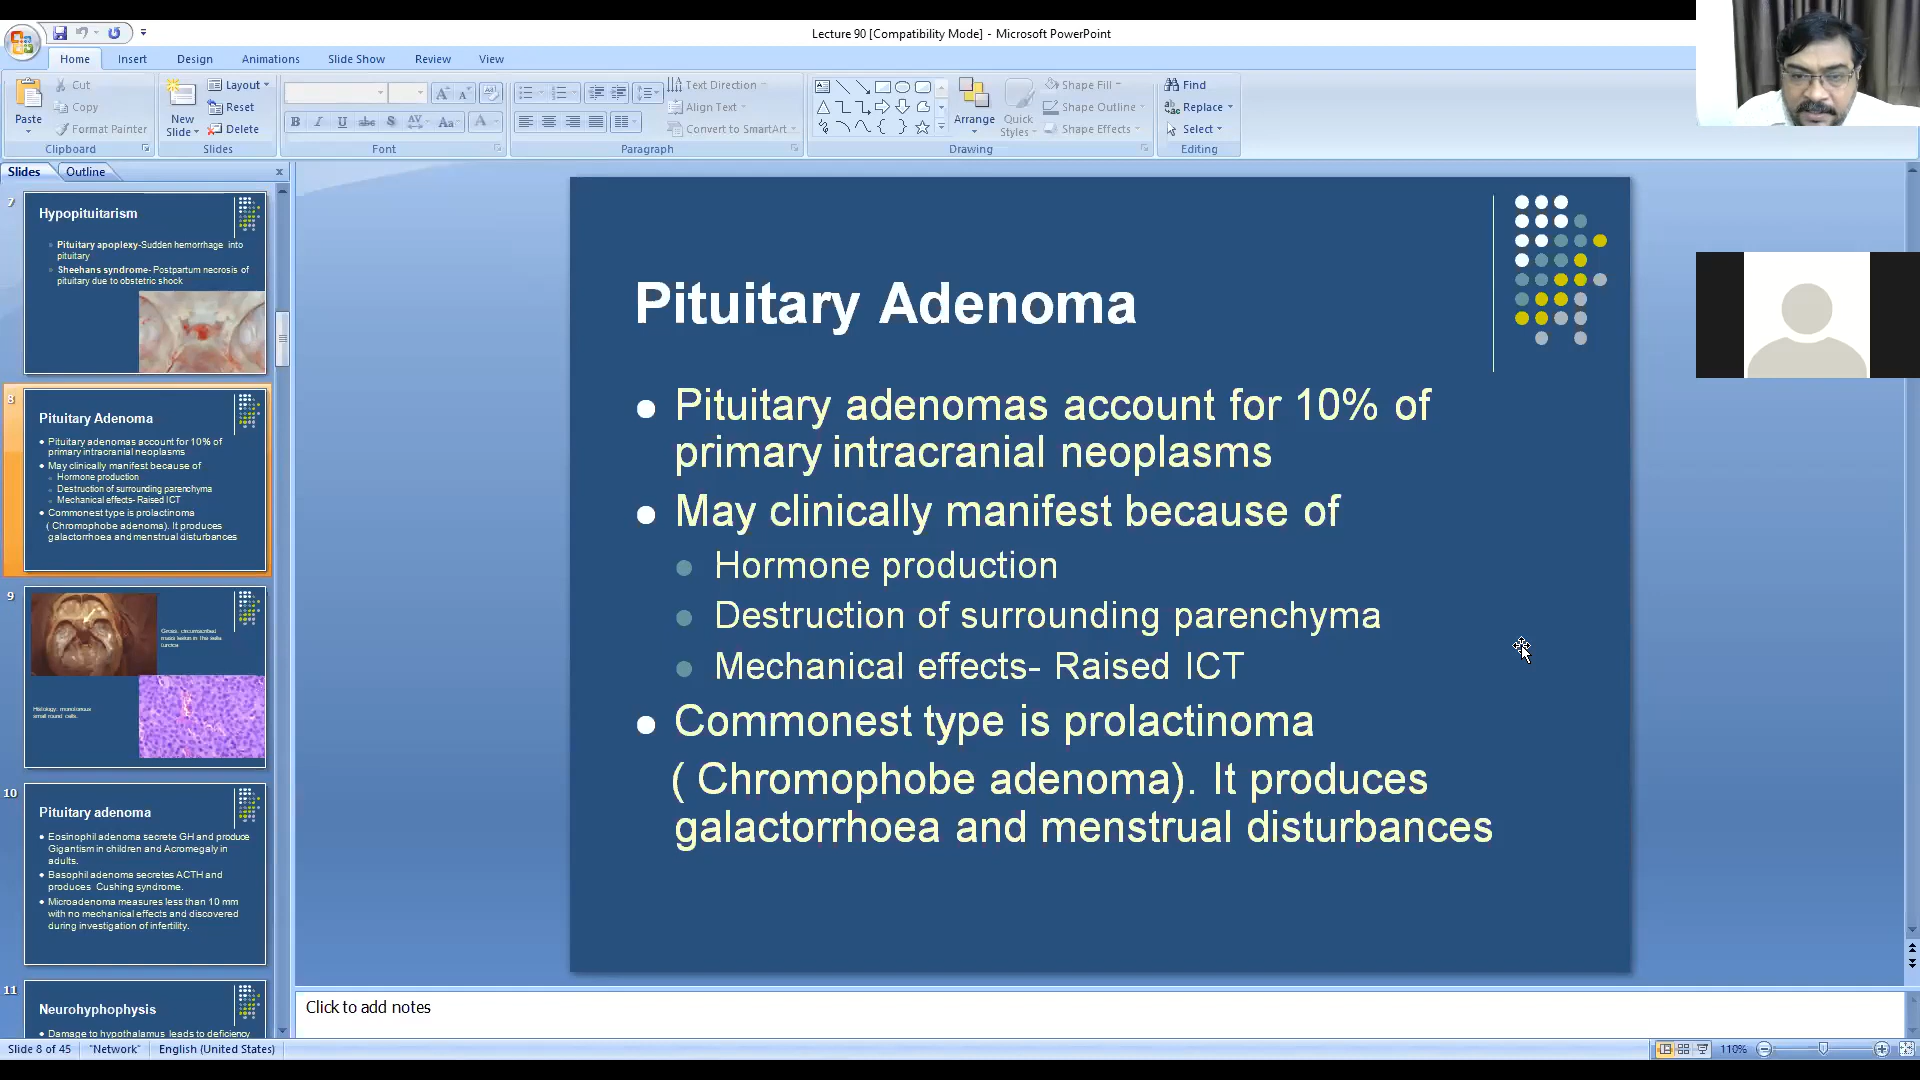 Lecture 90 [Compatibility Mode] - Microsoft PowerPoint
Home Insert Design Animations Slide Show Review View
Paste
Cut
Copy
Format Painter
Clipboard
New
Slide
Layout
Reset
Delete
Slides
Font
Text Direction
Align Text
Convert to SmartArt
Paragraph
Arrange
Quick
Styles
Shape Fill
Shape Outline
Shape Effects
Drawing
Find
Replace
Select
Editing
Slides Outline
7
Hypopituitarism
Pituitary apoplexy-Sudden hemorrhage into
pituitary
Sheehans syndrome- Postpartum necrosis of
pituitary due to obstetric shock
8
Pituitary Adenoma
Pituitary adenomas account for 10% of
primary intracranial neoplasms
May clinically manifest because of
Hormone production
Destruction of surrounding parenchyma
Mechanical effects- Raised ICT
Commonest type is prolactinoma
( Chromophobe adenoma). It produces
galactorrhoea and menstrual disturbances
9
Gross, circumscribed
mass lesion in the sella
turcica
Histology: monotonous
small round cells.
10
Pituitary adenoma
Eosinophil adenoma secrete GH and produce
Gigantism in children and Acromegaly in
adults.
Basophil adenoma secretes ACTH and
produces Cushing syndrome.
Microadenoma measures less than 10 mm
with no mechanical effects and discovered
during investigation of infertility.
11
Neurohyphophysis
Damage to hypothalamus leads to deficiency
Pituitary Adenoma
Pituitary adenomas account for 10% of
primary intracranial neoplasms
May clinically manifest because of
Hormone production
Destruction of surrounding parenchyma
Mechanical effects- Raised ICT
Commonest type is prolactinoma
( Chromophobe adenoma). It produces
galactorrhoea and menstrual disturbances
Click to add notes
Slide 8 of 45 "Network" English (United States) 110%